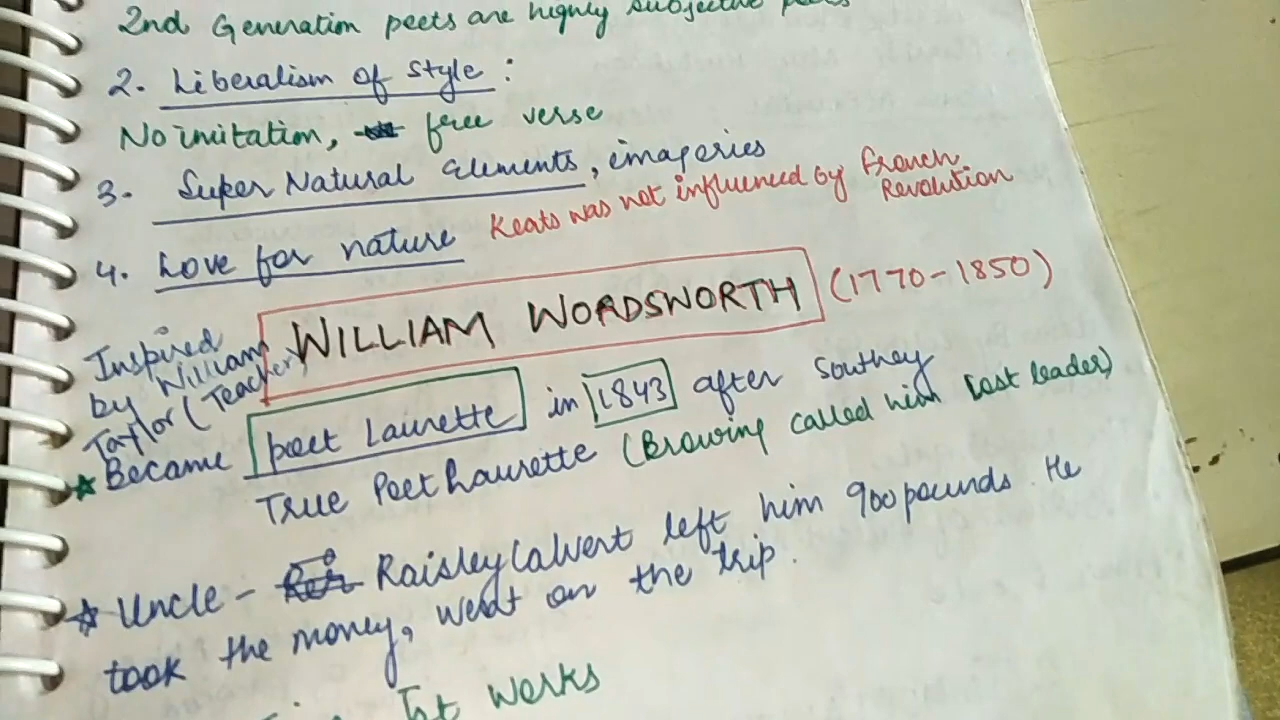 2nd Generation poets are highly subjective poets
2. Liberalism of Style :
No imitation, free verse
3. Super Natural elements, imageries
4. Love for nature Keats was not influenced by French
Revolution
WILLIAM WORDSWORTH (1770-1850)
Inspired
by William
Taylor (Teacher)
★ Became poet Laurette in 1843 after Southey
True Poet Laurette (Browing called him Lost leader)
★ Uncle - Raisley Calvert left him 900 pounds. He
took the money, went on the trip.
Ist works